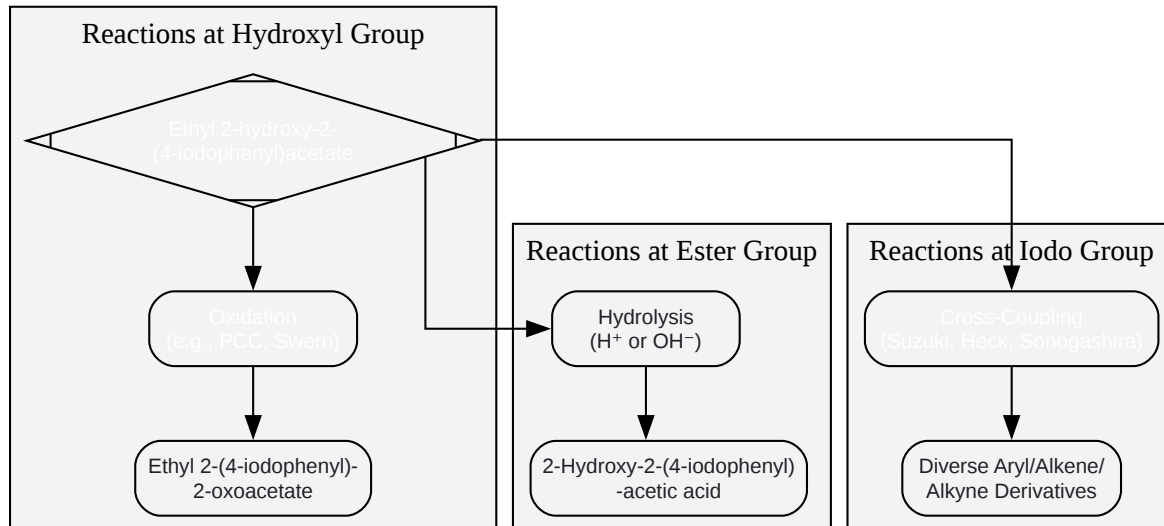 Reactions at Hydroxyl Group
Ethyl 2-hydroxy-2-
(4-iodophenyl)acetate
Oxidation
(e.g., PCC, Swern)
Ethyl 2-(4-iodophenyl)-
2-oxoacetate
Reactions at Ester Group
Hydrolysis
(H⁺ or OH⁻)
2-Hydroxy-2-(4-iodophenyl)
-acetic acid
Reactions at Iodo Group
Cross-Coupling
(Suzuki, Heck, Sonogashira)
Diverse Aryl/Alkene/
Alkyne Derivatives